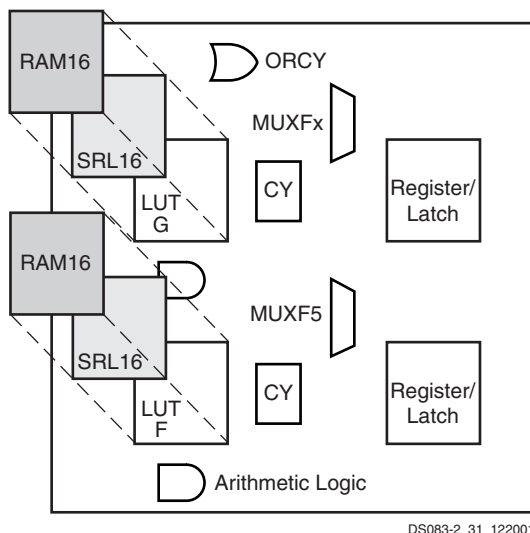 RAM16
ORCY
MUXFx
SRL16
CY
Register/
Latch
LUT
G
RAM16
MUXF5
SRL16
CY
Register/
Latch
LUT
F
Arithmetic Logic
DS083-2_31_122001